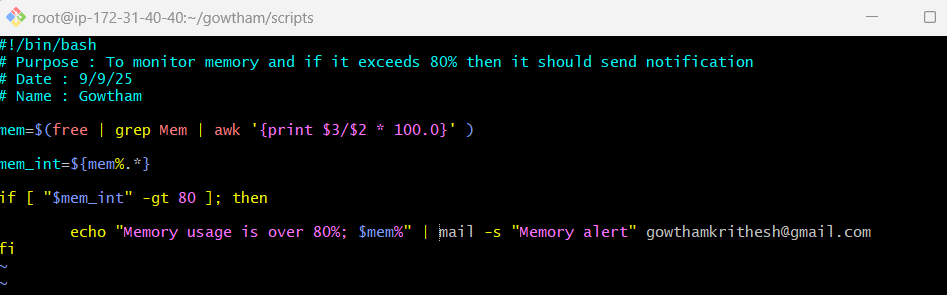 root@ip-172-31-40-40:~/gowtham/scripts
#!/bin/bash
# Purpose : To monitor memory and if it exceeds 80% then it should send notification
# Date : 9/9/25
# Name : Gowtham

mem=$(free | grep Mem | awk '{print $3/$2 * 100.0}' )

mem_int=${mem%.*}

if [ "$mem_int" -gt 80 ]; then

        echo "Memory usage is over 80%; $mem%" | mail -s "Memory alert" gowthamkrithesh@gmail.com
fi
~
~